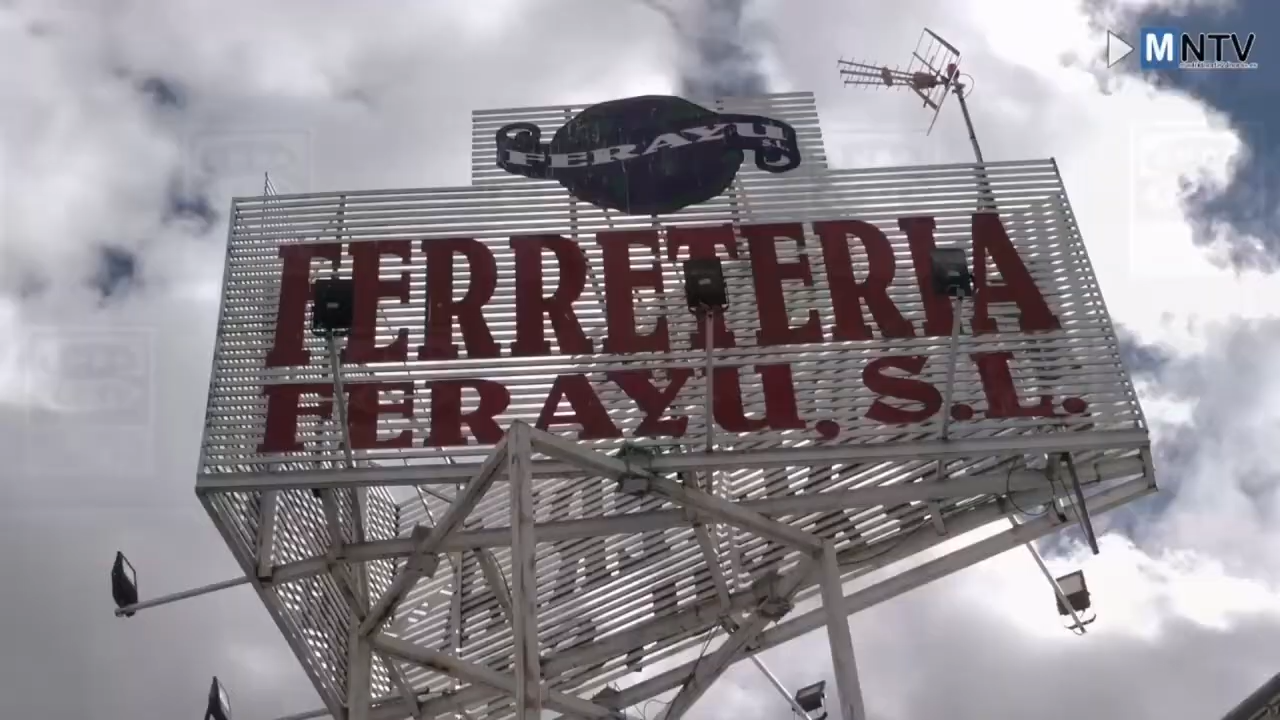 MNTV
FERAYU
S.L.
FERRETERIA
FERAYU, S.L.